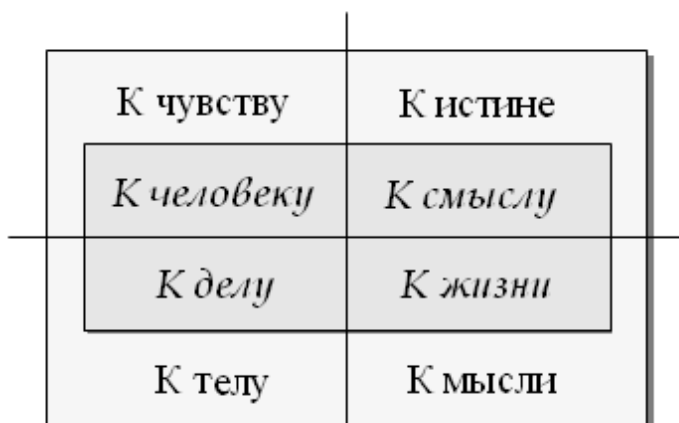 К чувству К истине
К человеку К смыслу
К делу К жизни
К телу К мысли